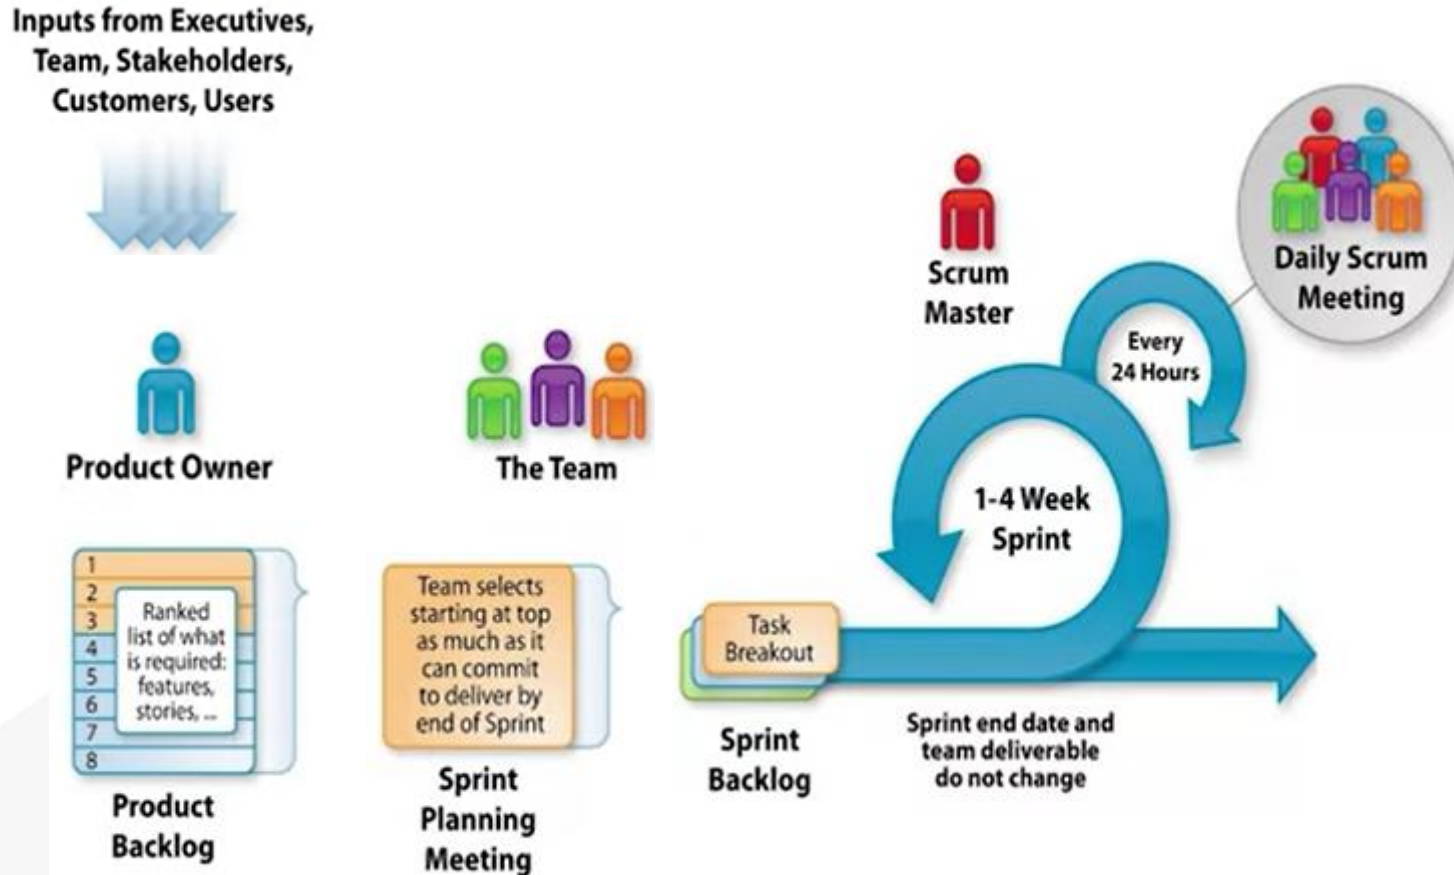 Inputs from Executives,
Team, Stakeholders,
Customers, Users
Product Owner
The Team
Scrum
Master
Daily Scrum
Meeting
Every
24 Hours
1-4 Week
Sprint
1
2
3
4
5
6
7
8
Ranked
list of what
is required:
features,
stories, ...
Product
Backlog
Team selects
starting at top
as much as it
can commit
to deliver by
end of Sprint
Sprint
Planning
Meeting
Task
Breakout
Sprint
Backlog
Sprint end date and
team deliverable
do not change